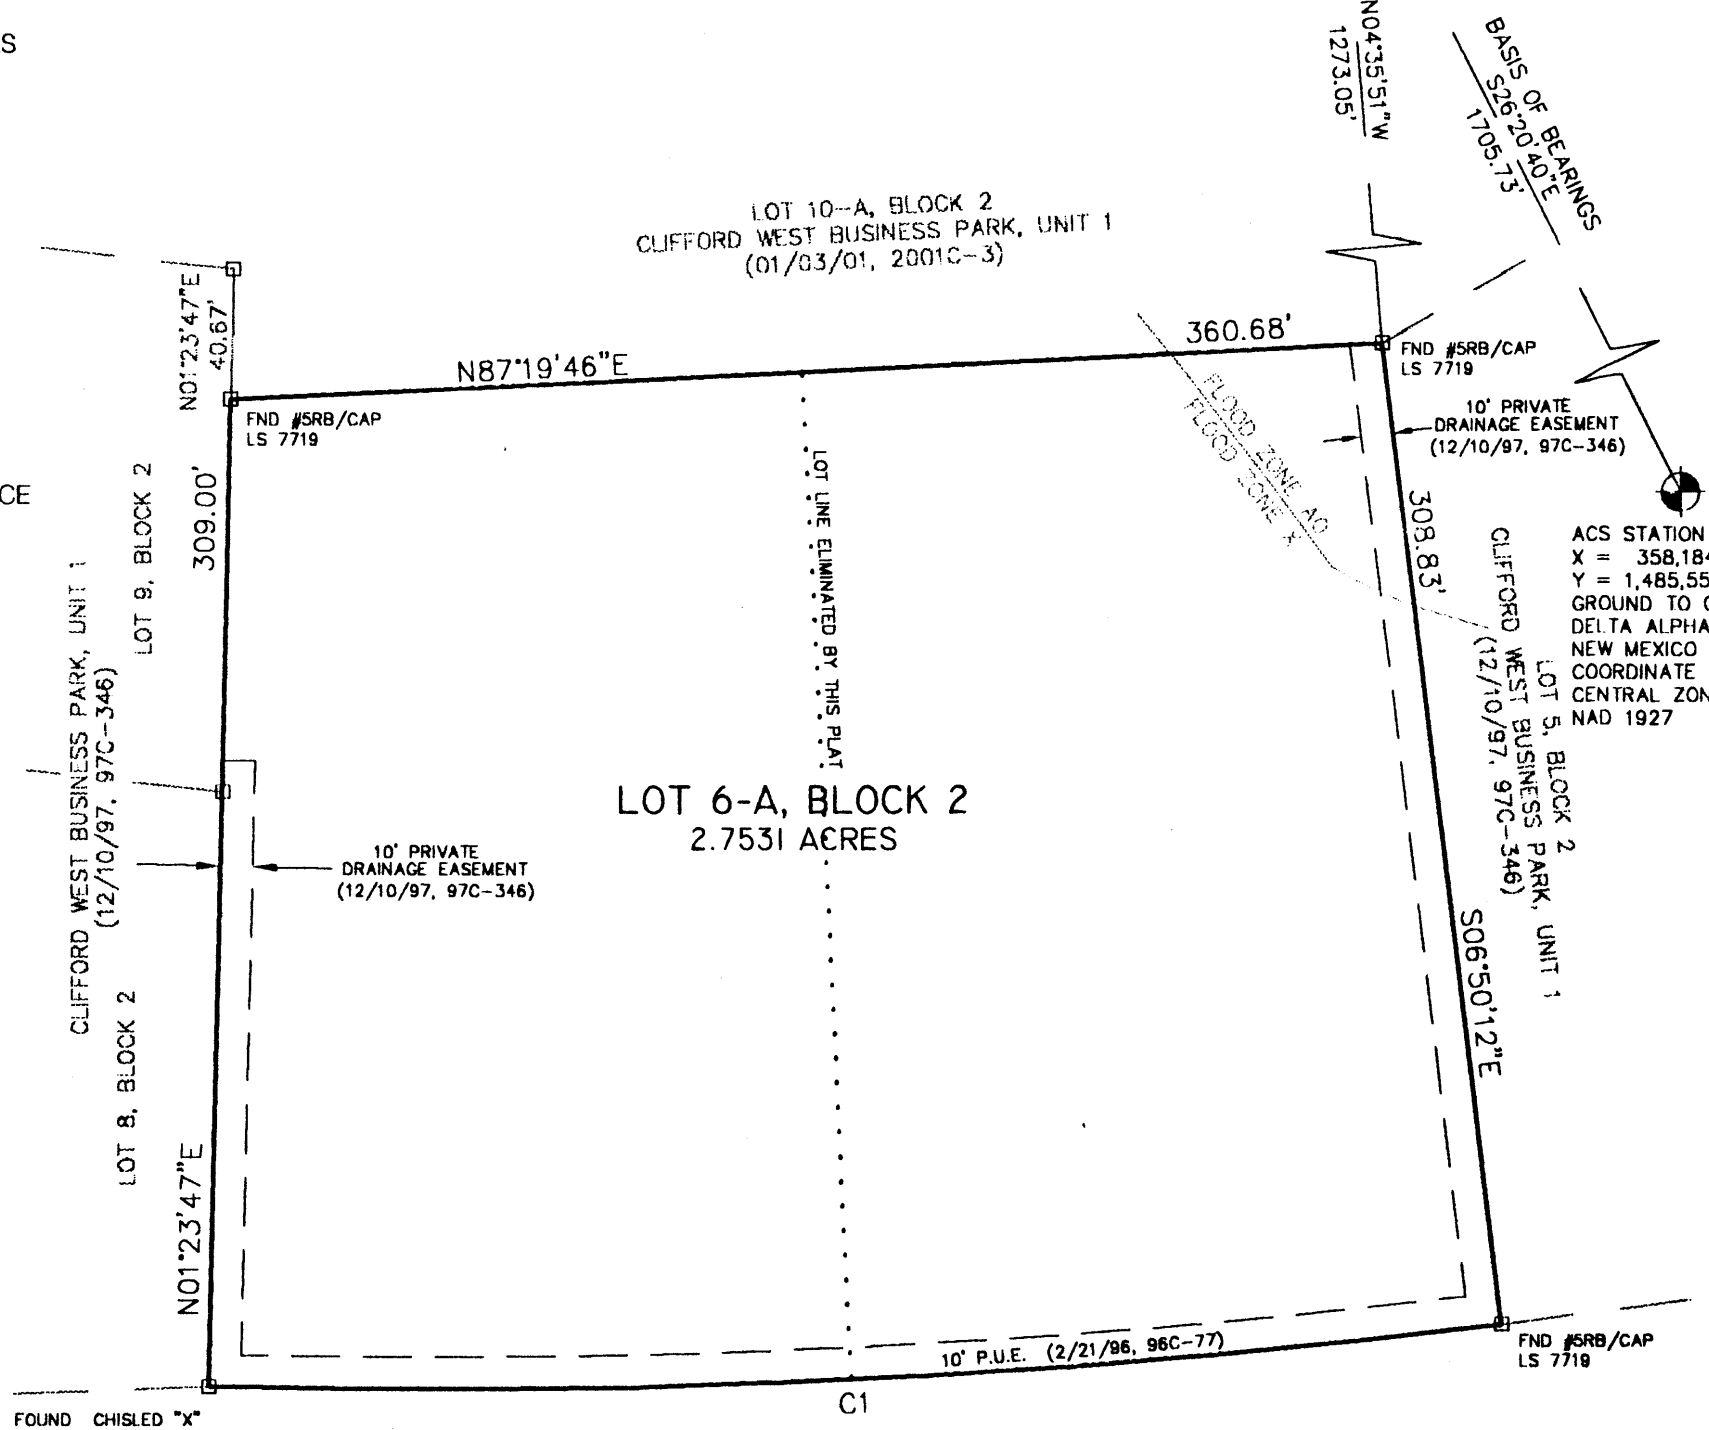 S
N04°35'51"W
1273.05'
BASIS OF BEARINGS
S26°20'40"E
1705.73'
LOT 10-A, BLOCK 2
CLIFFORD WEST BUSINESS PARK, UNIT 1
(01/03/01, 2001C-3)
N01°23'47"E
40.67'
N87°19'46"E
360.68'
FND #5RB/CAP
LS 7719
FND #5RB/CAP
LS 7719
10' PRIVATE
DRAINAGE EASEMENT
(12/10/97, 97C-346)
FLOOD ZONE AO
FLOOD ZONE X
CE
309.00'
LOT 9, BLOCK 2
CLIFFORD WEST BUSINESS PARK, UNIT 1
(12/10/97, 97C-346)
LOT LINE ELIMINATED BY THIS PLAT
308.83'
ACS STATION
X = 358,184
Y = 1,485,55
GROUND TO
DELTA ALPHA
NEW MEXICO
COORDINATE
CENTRAL ZON
NAD 1927
LOT 5, BLOCK 2
CLIFFORD WEST BUSINESS PARK, UNIT 1
(12/10/97, 97C-346)
LOT 6-A, BLOCK 2
2.7531 ACRES
10' PRIVATE
DRAINAGE EASEMENT
(12/10/97, 97C-346)
S06°50'12"E
LOT 8, BLOCK 2
N01°23'47"E
10' P.U.E. (2/21/96, 96C-77)
FND #5RB/CAP
LS 7719
C1
FOUND CHISLED "X"